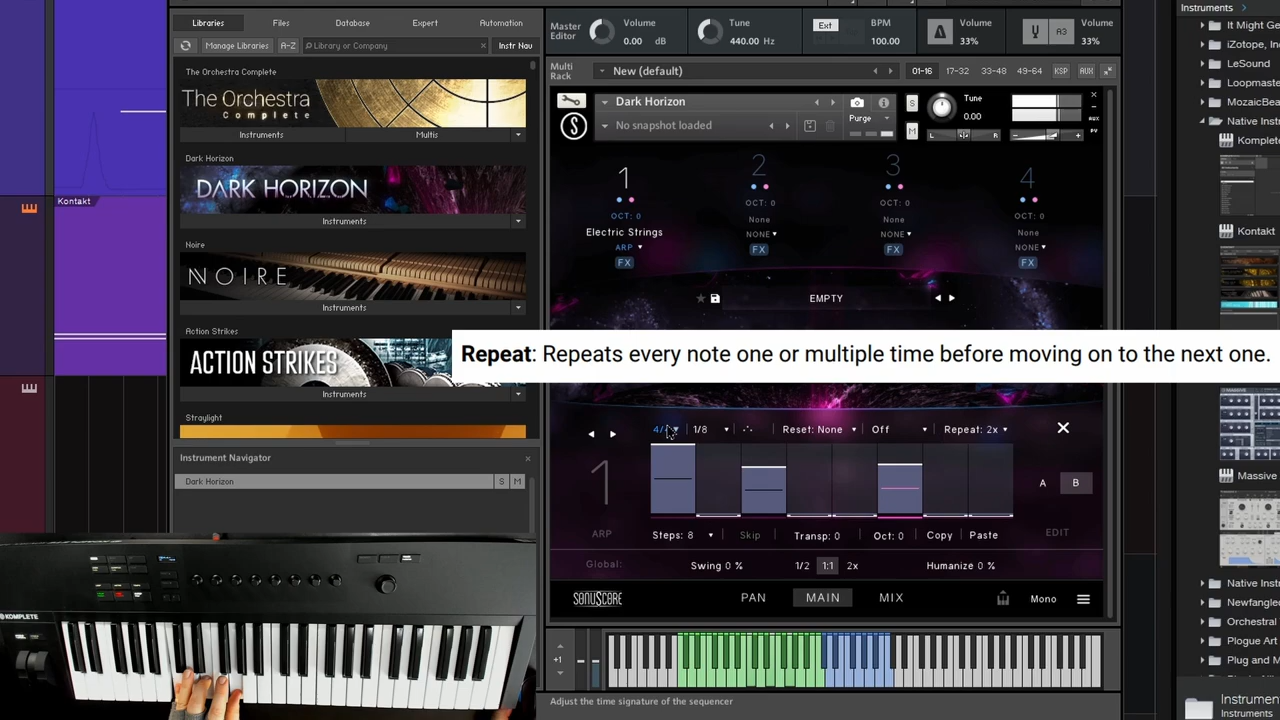 Libraries
Files
Database
Expert
Automation
Manage Libraries
A-Z
Library or Company
Instr Nav
The Orchestra Complete
The Orchestra
Complete
Instruments
Multis
Dark Horizon
DARK HORIZON
Instruments
Noire
NOIRE
Instruments
Action Strikes
ACTION STRIKES
Instruments
Straylight
Instrument Navigator
Dark Horizon
S
M
Kontakt
Master
Editor
Volume
0.00 dB
Tune
440.00 Hz
Ext
BPM
100.00
Volume
33%
A3
Volume
33%
Multi
Rack
New (default)
01-16
17-32
33-48
49-64
KSP
AUX
Dark Horizon
No snapshot loaded
Purge
S
M
Tune
0.00
L
R
AUX
PV
1
OCT: 0
Electric Strings
ARP
FX
2
OCT: 0
None
NONE
FX
3
OCT: 0
None
NONE
FX
4
OCT: 0
None
NONE
FX
EMPTY
Repeat: Repeats every note one or multiple time before moving on to the next one.
1/8
Reset: None
Off
Repeat: 2x
1
ARP
A
B
EDIT
Steps: 8
Skip
Transp: 0
Oct: 0
Copy
Paste
Global:
Swing 0 %
1/2
1:1
2x
Humanize 0 %
SONUSCORE
PAN
MAIN
MIX
Mono
+1
Adjust the time signature of the sequencer
KOMPLETE
Instruments
It Might Ge
iZotope, In
LeSound
Loopmaste
MozaicBea
Native Inst
Komplete
Kontakt
Massive
Native Inst
Newfangle
Orchestral
Plogue Art
Plug and M
Instrument
Instruments